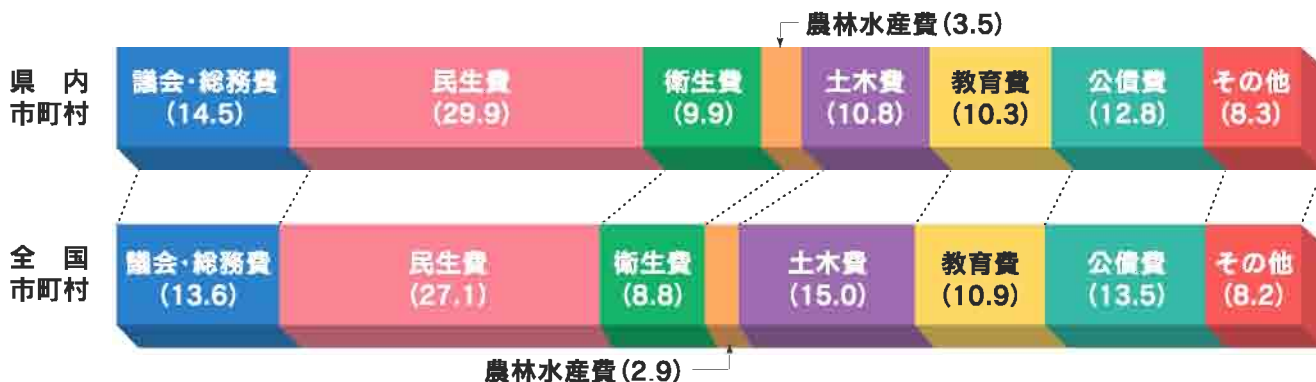 農林水産費(3.5)
県 内
市町村
議会・総務費
(14.5)
民生費
(29.9)
衛生費
(9.9)
土木費
(10.8)
教育費
(10.3)
公債費
(12.8)
その他
(8.3)
全 国
市町村
議会・総務費
(13.6)
民生費
(27.1)
衛生費
(8.8)
土木費
(15.0)
教育費
(10.9)
公債費
(13.5)
その他
(8.2)
農林水産費(2.9)